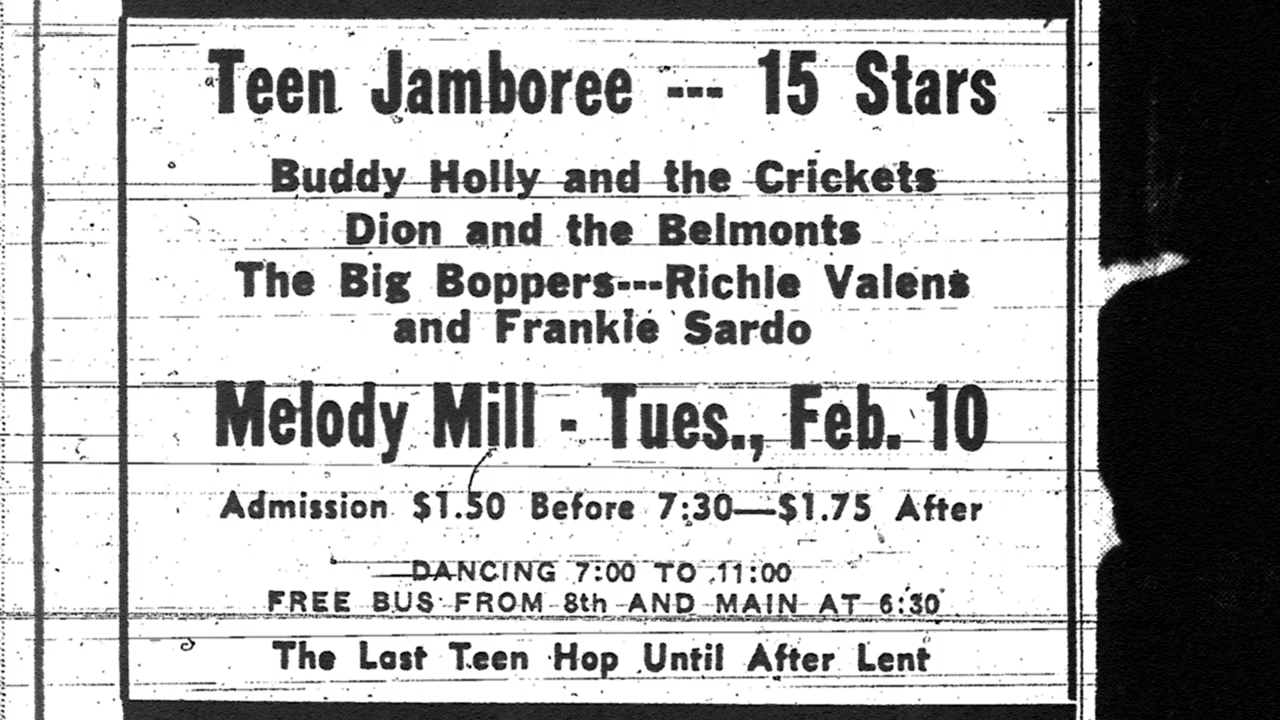 Teen Jamboree --- 15 Stars
Buddy Holly and the Crickets
Dion and the Belmonts
The Big Boppers---Richie Valens
and Frankie Sardo
Melody Mill - Tues., Feb. 10
Admission $1.50 Before 7:30—$1.75 After
DANCING 7:00 TO 11:00
FREE BUS FROM 8th AND MAIN AT 6:30
The Last Teen Hop Until After Lent